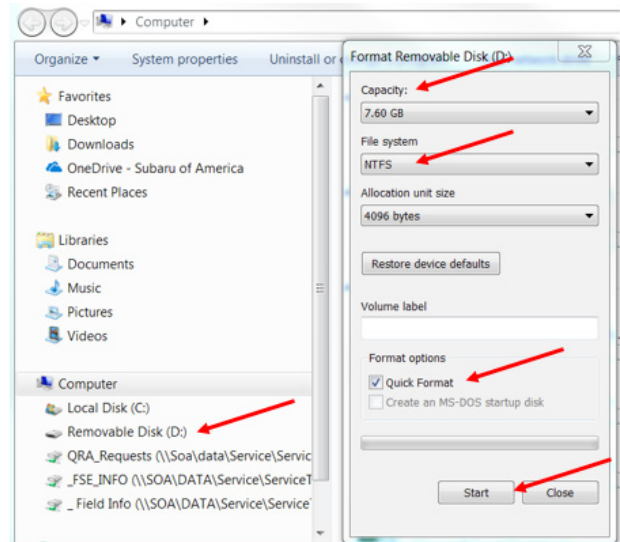 Computer
Organize
System properties
Uninstall or
Favorites
Desktop
Downloads
OneDrive - Subaru of America
Recent Places
Libraries
Documents
Music
Pictures
Videos
Computer
Local Disk (C:)
Removable Disk (D:)
QRA_Requests (\\Soa\data\Service\Servic
_FSE_INFO (\\SOA\DATA\Service\ServiceT
_ Field Info (\\SOA\DATA\Service\Service
Format Removable Disk (D:)
Capacity:
7.60 GB
File system
NTFS
Allocation unit size
4096 bytes
Restore device defaults
Volume label
Format options
Quick Format
Create an MS-DOS startup disk
Start
Close